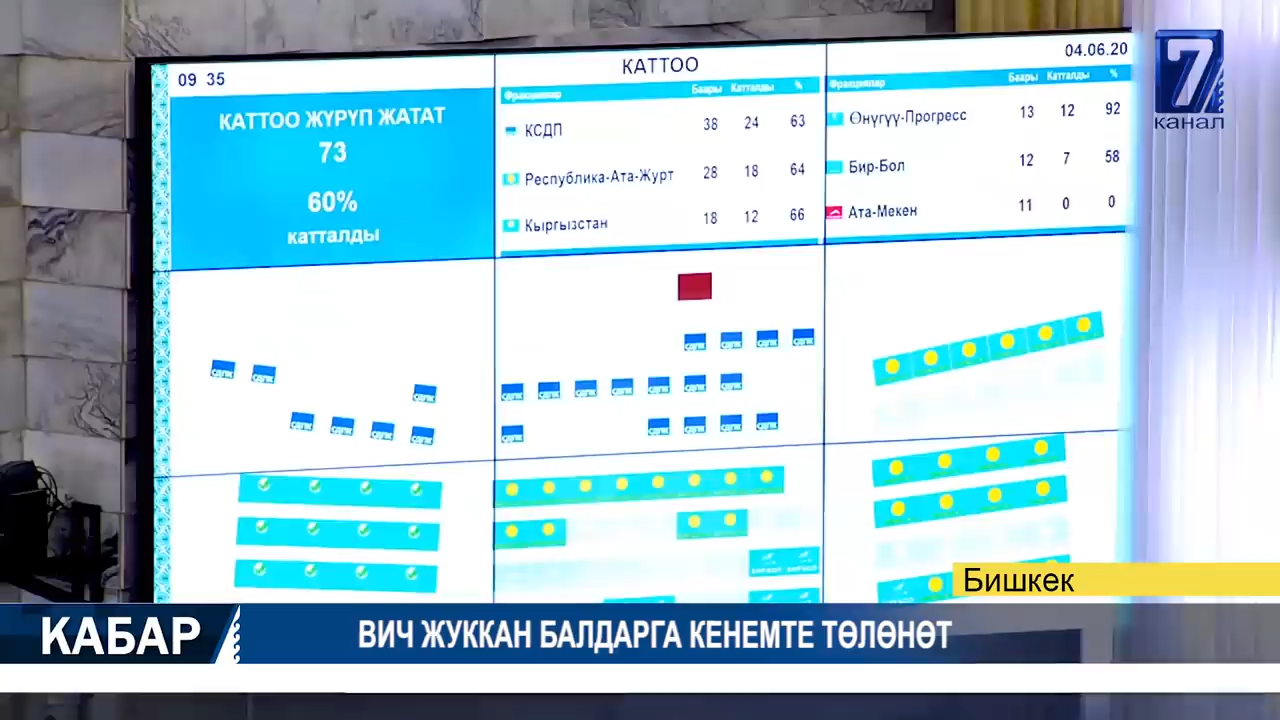 09 35
КАТТОО ЖҮРҮП ЖАТАТ
73
60%
катталды
КАТТОО
Фракциялар Баары Катталды %
КСДП 38 24 63
Республика-Ата-Журт 28 18 64
Кыргызстан 18 12 66
04.06.20
Фракциялар Баары Катталды %
Өнүгүү-Прогресс 13 12 92
Бир-Бол 12 7 58
Ата-Мекен 11 0 0
7
канал
Бишкек
КАБАР
ВИЧ ЖУККАН БАЛДАРГА КЕНЕМТЕ ТӨЛӨНӨТ